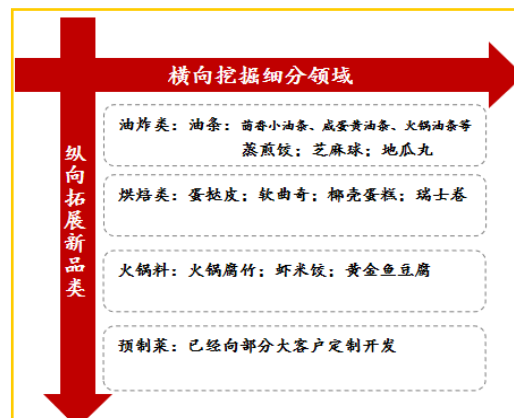 横向挖掘细分领域
纵向拓展新品类
油炸类：油条：茴香小油条、咸蛋黄油条、火锅油条等
蒸煎饺；芝麻球；地瓜丸
烘焙类：蛋挞皮；软曲奇；椰壳蛋糕；瑞士卷
火锅料：火锅腐竹；虾米饺；黄金鱼豆腐
预制菜：已经向部分大客户定制开发